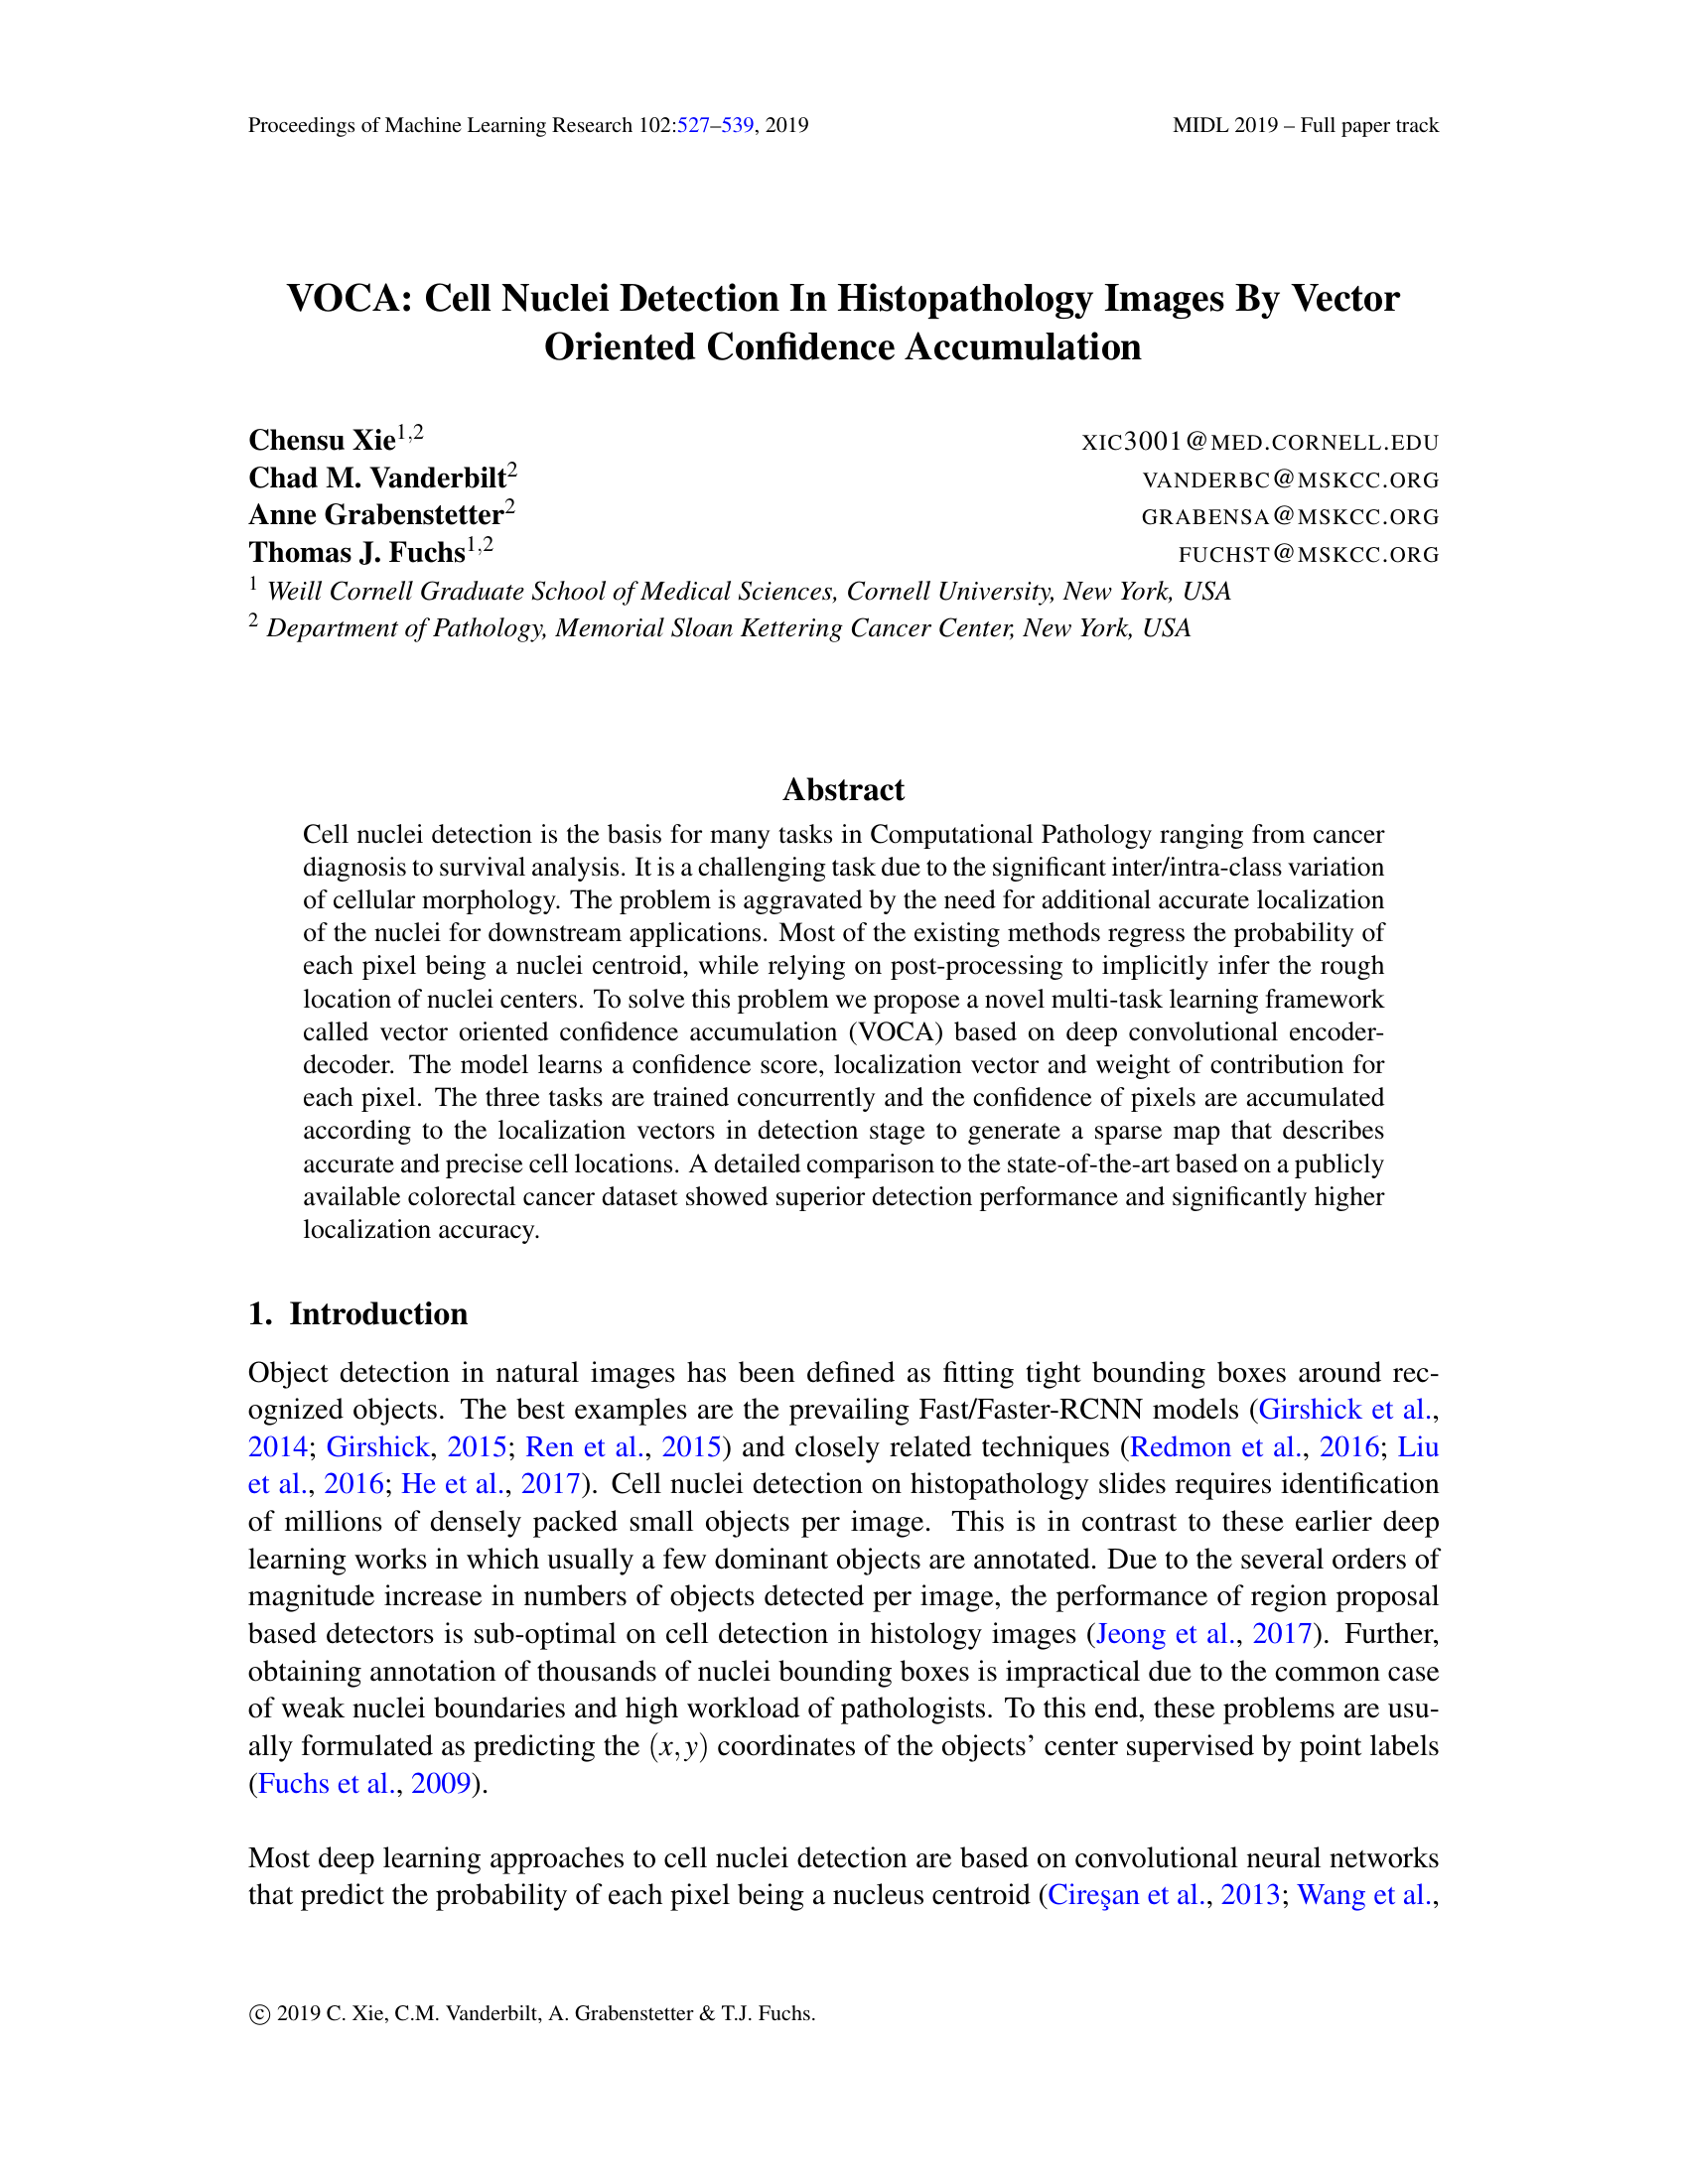 Proceedings of Machine Learning Research 102:527–539, 2019 MIDL 2019 – Full paper track
VOCA: Cell Nuclei Detection In Histopathology Images By Vector
Oriented Confidence Accumulation
Chensu Xie1,2 XIC3001@MED.CORNELL.EDU
Chad M. Vanderbilt2 VANDERBC@MSKCC.ORG
Anne Grabenstetter2 GRABENSA@MSKCC.ORG
Thomas J. Fuchs1,2 FUCHST@MSKCC.ORG
1 Weill Cornell Graduate School of Medical Sciences, Cornell University, New York, USA
2 Department of Pathology, Memorial Sloan Kettering Cancer Center, New York, USA
Abstract
Cell nuclei detection is the basis for many tasks in Computational Pathology ranging from cancer
diagnosis to survival analysis. It is a challenging task due to the significant inter/intra-class variation
of cellular morphology. The problem is aggravated by the need for additional accurate localization
of the nuclei for downstream applications. Most of the existing methods regress the probability of
each pixel being a nuclei centroid, while relying on post-processing to implicitly infer the rough
location of nuclei centers. To solve this problem we propose a novel multi-task learning framework
called vector oriented confidence accumulation (VOCA) based on deep convolutional encoder-
decoder. The model learns a confidence score, localization vector and weight of contribution for
each pixel. The three tasks are trained concurrently and the confidence of pixels are accumulated
according to the localization vectors in detection stage to generate a sparse map that describes
accurate and precise cell locations. A detailed comparison to the state-of-the-art based on a publicly
available colorectal cancer dataset showed superior detection performance and significantly higher
localization accuracy.
1. Introduction
Object detection in natural images has been defined as fitting tight bounding boxes around rec-
ognized objects. The best examples are the prevailing Fast/Faster-RCNN models (Girshick et al.,
2014; Girshick, 2015; Ren et al., 2015) and closely related techniques (Redmon et al., 2016; Liu
et al., 2016; He et al., 2017). Cell nuclei detection on histopathology slides requires identification
of millions of densely packed small objects per image. This is in contrast to these earlier deep
learning works in which usually a few dominant objects are annotated. Due to the several orders of
magnitude increase in numbers of objects detected per image, the performance of region proposal
based detectors is sub-optimal on cell detection in histology images (Jeong et al., 2017). Further,
obtaining annotation of thousands of nuclei bounding boxes is impractical due to the common case
of weak nuclei boundaries and high workload of pathologists. To this end, these problems are usu-
ally formulated as predicting the (x,y) coordinates of the objects' center supervised by point labels
(Fuchs et al., 2009).
Most deep learning approaches to cell nuclei detection are based on convolutional neural networks
that predict the probability of each pixel being a nucleus centroid (Cireşan et al., 2013; Wang et al.,
© 2019 C. Xie, C.M. Vanderbilt, A. Grabenstetter & T.J. Fuchs.